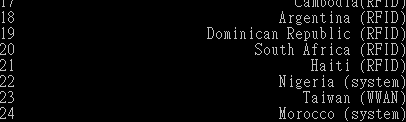 17 Cambodia(RFID)
18 Argentina (RFID)
19 Dominican Republic (RFID)
20 South Africa (RFID)
21 Haiti (RFID)
22 Nigeria (system)
23 Taiwan (WWAN)
24 Morocco (system)